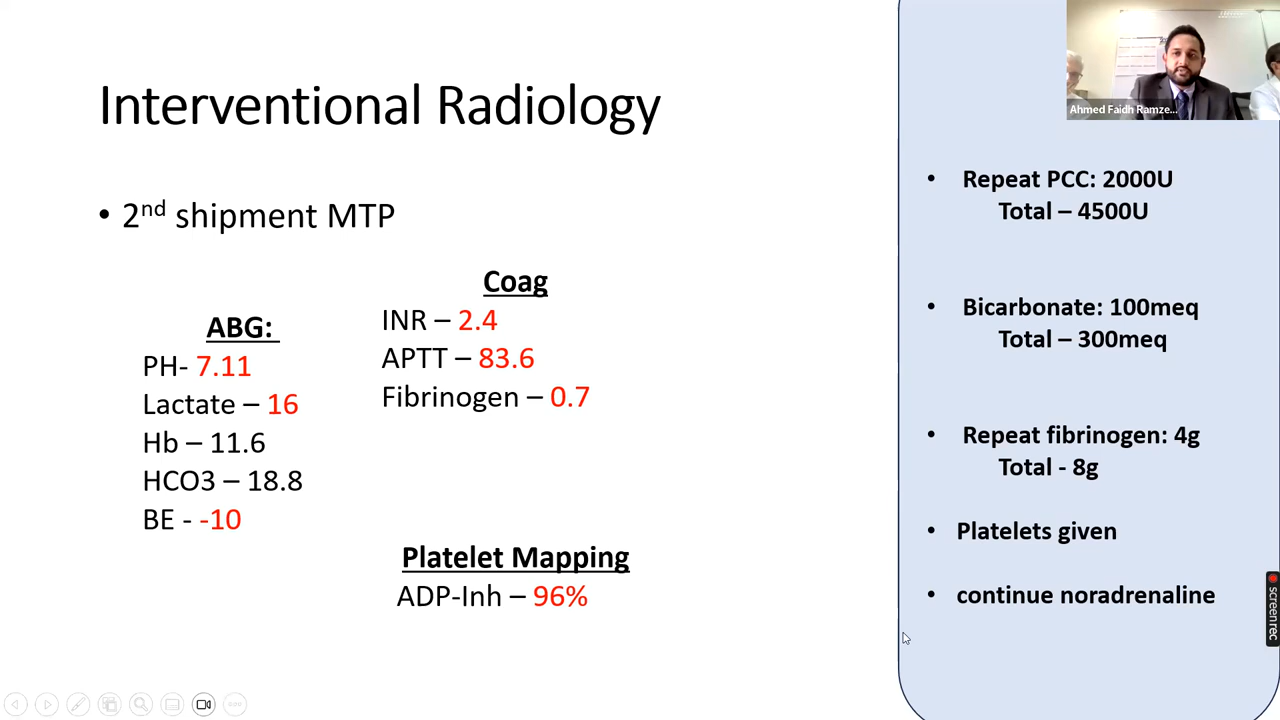 Interventional Radiology
• 2nd shipment MTP
ABG:
PH- 7.11
Lactate – 16
Hb – 11.6
HCO3 – 18.8
BE - -10
Coag
INR – 2.4
APTT – 83.6
Fibrinogen – 0.7
Platelet Mapping
ADP-Inh – 96%
Ahmed Faidh Ramze...
• Repeat PCC: 2000U
Total – 4500U
• Bicarbonate: 100meq
Total – 300meq
• Repeat fibrinogen: 4g
Total - 8g
• Platelets given
• continue noradrenaline
screenrec